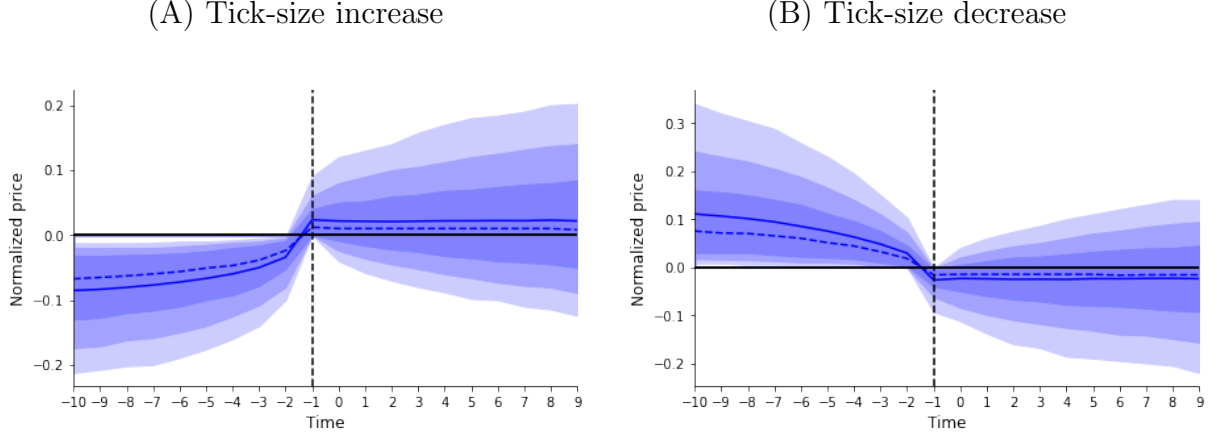 (A) Tick-size increase
(B) Tick-size decrease
Normalized price
0.2
0.1
0.0
−0.1
−0.2
−10 −9 −8 −7 −6 −5 −4 −3 −2 −1 0 1 2 3 4 5 6 7 8 9
Time
Normalized price
0.3
0.2
0.1
0.0
−0.1
−0.2
−10 −9 −8 −7 −6 −5 −4 −3 −2 −1 0 1 2 3 4 5 6 7 8 9
Time